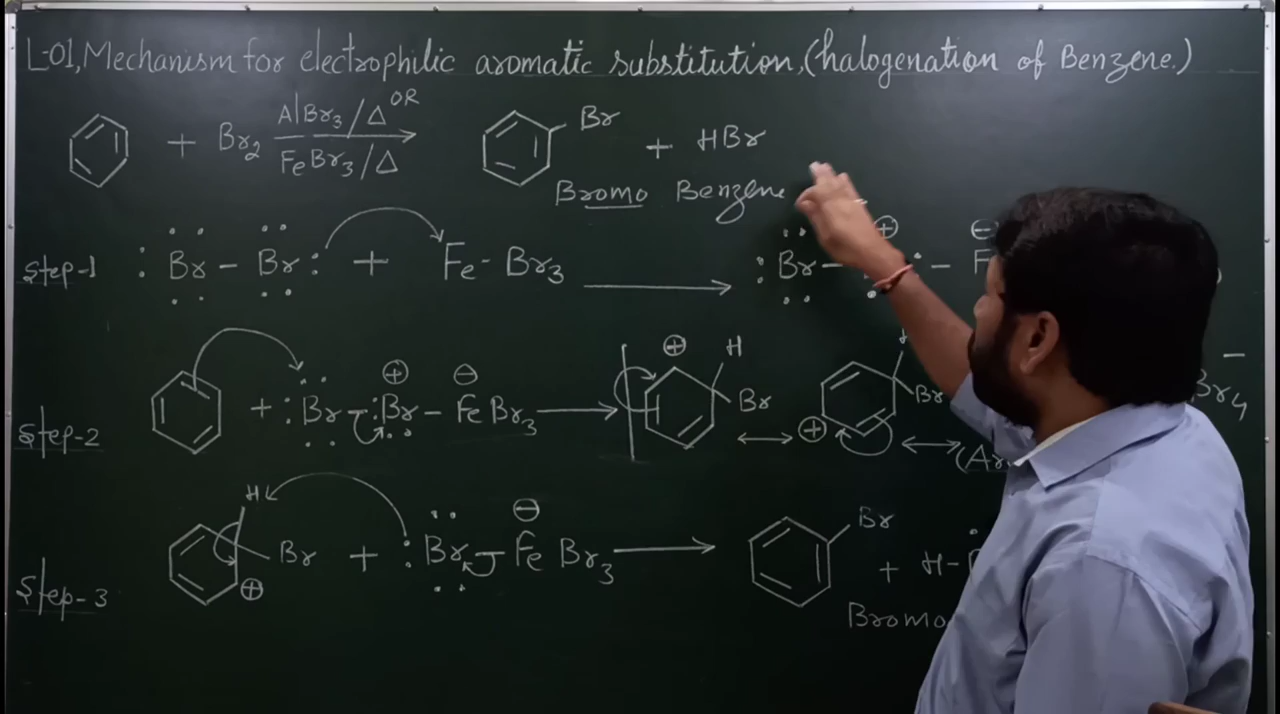 L-01, Mechanism for electrophilic aromatic substitution, (halogenation of Benzene.)
+ Br₂ AlBr₃/Δ OR FeBr₃/Δ → Br + HBr
Bromo Benzene
Step-1 :Br-Br: + Fe-Br₃ → :Br- ⊕ - ⊖
Step-2 + :Br-:Br-FeBr₃ ⊕ ⊖ → ⊕ H Br ↔ ⊕ Br ↔ Br₄ –
Step-3 H Br ⊕ + :Br-FeBr₃ ⊖ → Br + H-
Bromo